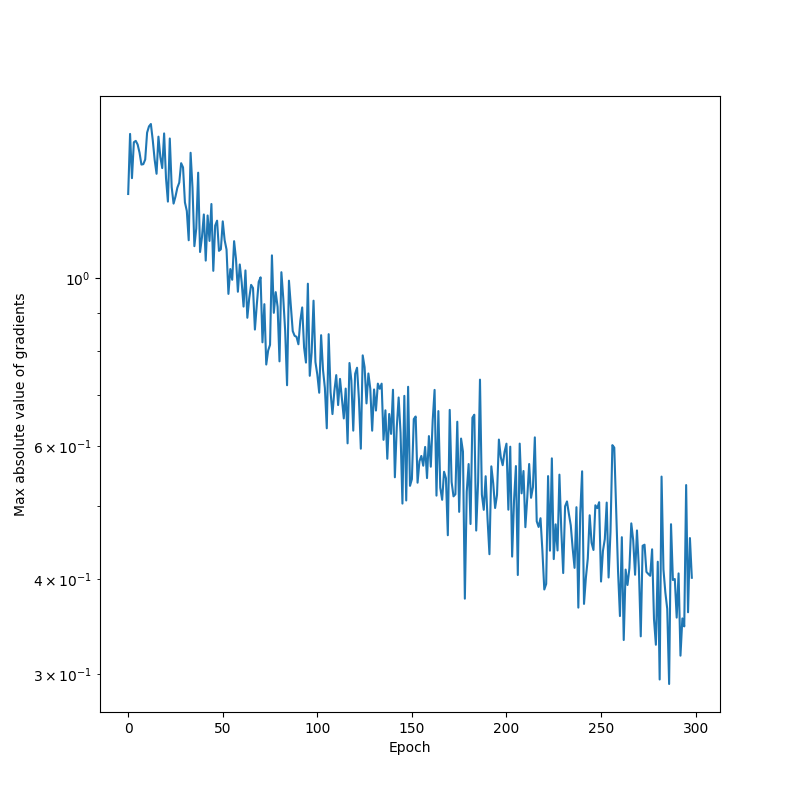 Max absolute value of gradients
10⁰
6 × 10⁻¹
4 × 10⁻¹
3 × 10⁻¹
0 50 100 150 200 250 300
Epoch